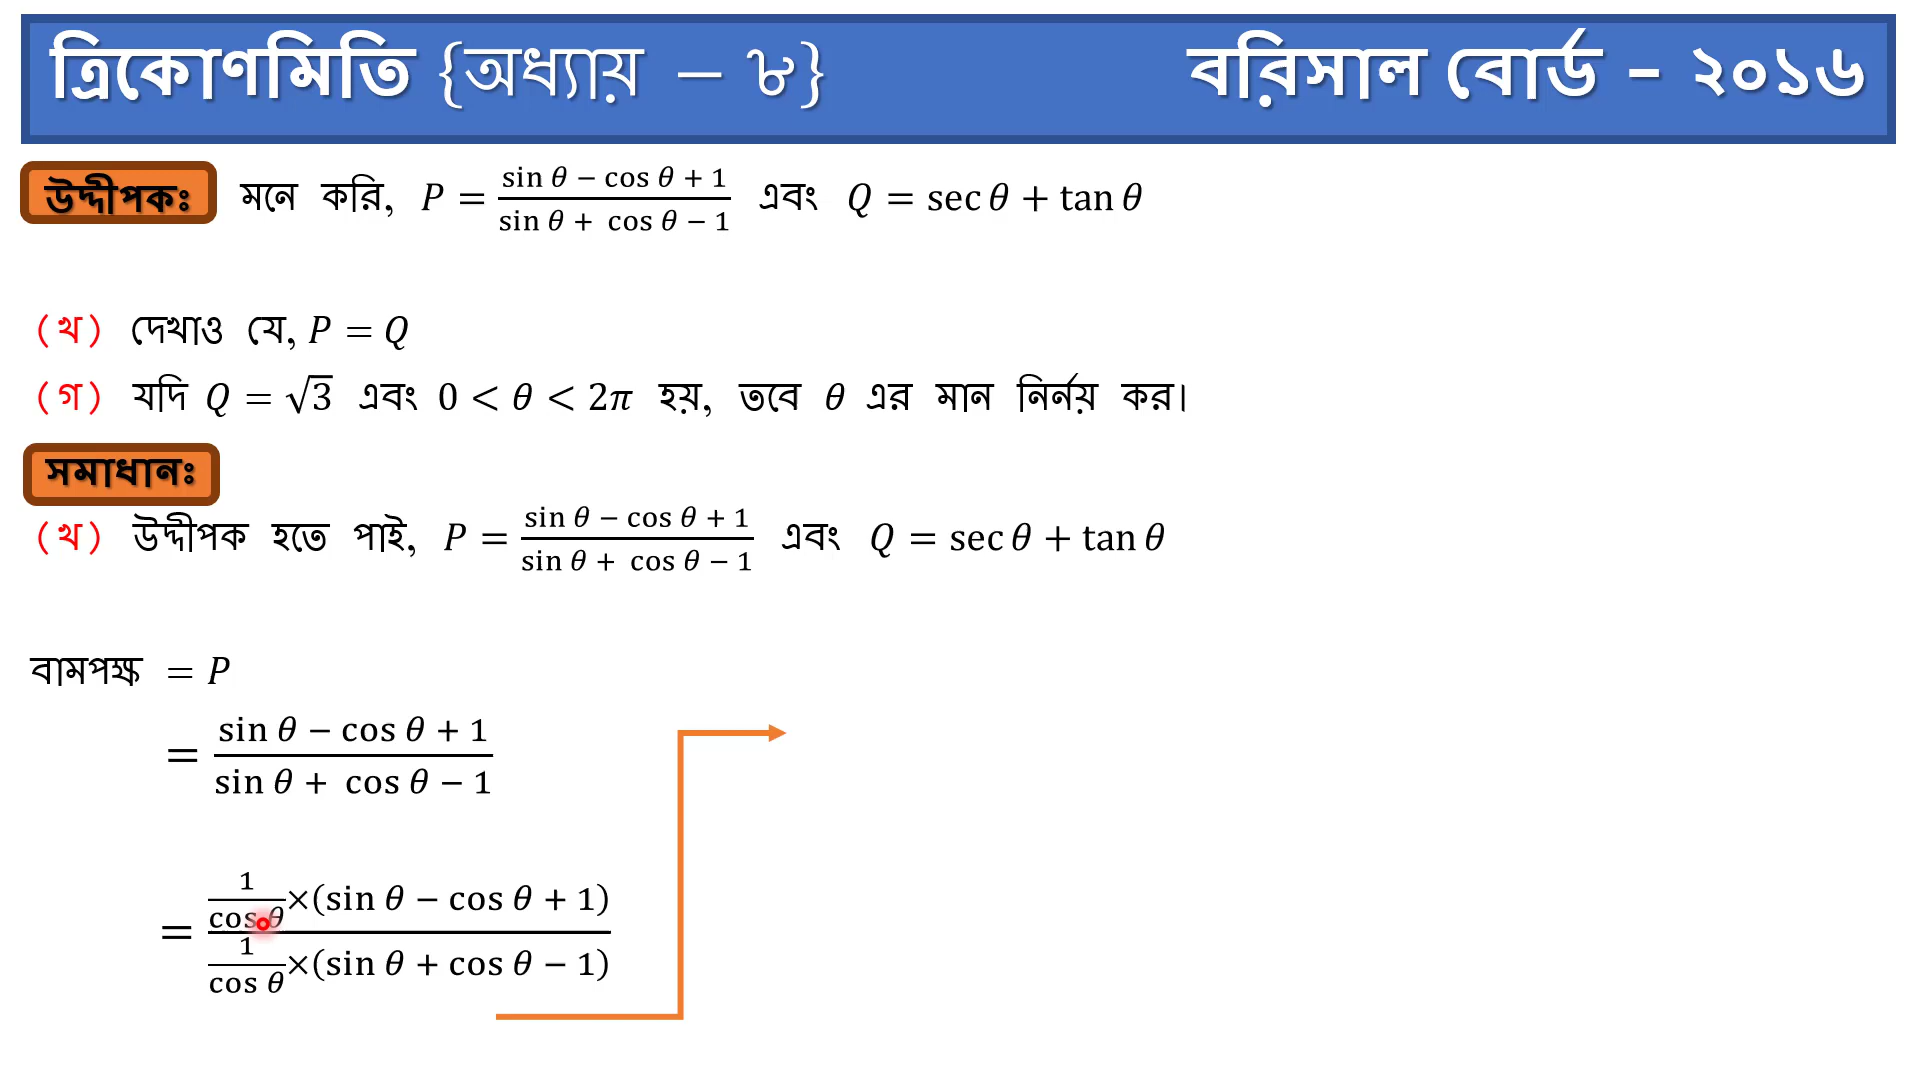 ত্রিকোণমিতি {অধ্যায় – ৮} বরিসাল বোর্ড – ২০১৬
উদ্দীপকঃ মনে করি, P = (sin θ − cos θ + 1)/(sin θ + cos θ − 1) এবং Q = sec θ + tan θ
(খ) দেখাও যে, P = Q
(গ) যদি Q = √3 এবং 0 < θ < 2π হয়, তবে θ এর মান নির্নয় কর।
সমাধানঃ
(খ) উদ্দীপক হতে পাই, P = (sin θ − cos θ + 1)/(sin θ + cos θ − 1) এবং Q = sec θ + tan θ
বামপক্ষ = P
= (sin θ − cos θ + 1)/(sin θ + cos θ − 1)
= (1/cos θ × (sin θ − cos θ + 1))/(1/cos θ × (sin θ + cos θ − 1))